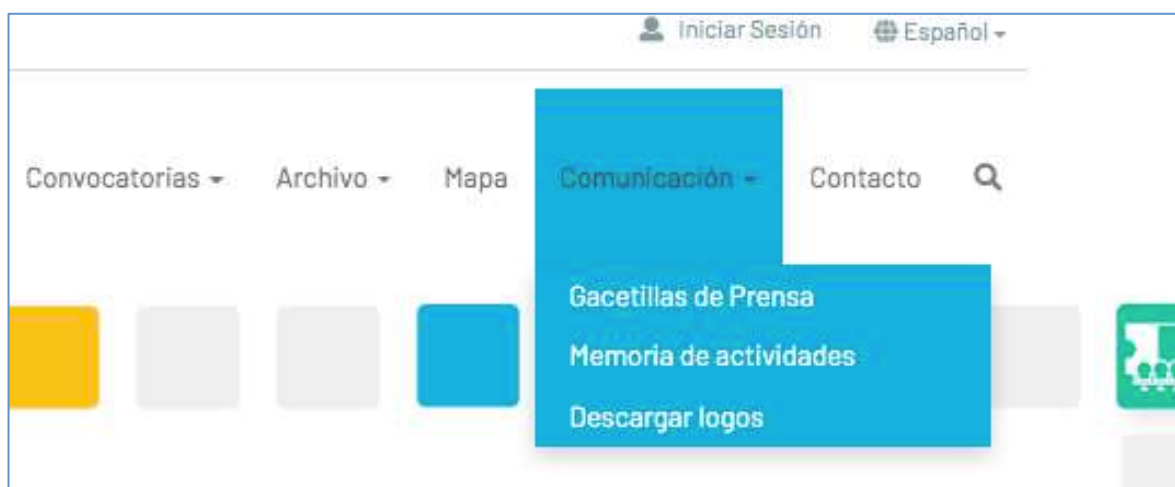 Iniciar Sesión Español
Convocatorias Archivo Mapa Comunicación Contacto
Gacetillas de Prensa
Memoria de actividades
Descargar logos